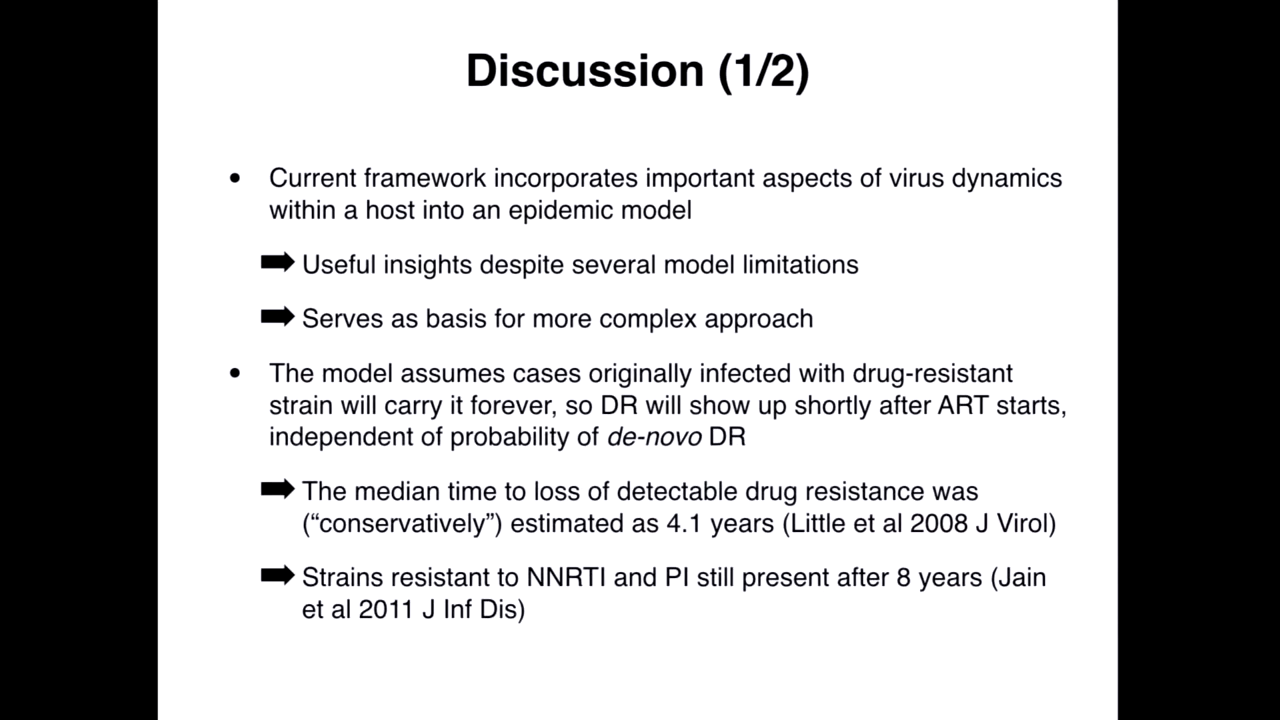 Discussion (1/2)
• Current framework incorporates important aspects of virus dynamics
within a host into an epidemic model
➡ Useful insights despite several model limitations
➡ Serves as basis for more complex approach
• The model assumes cases originally infected with drug-resistant
strain will carry it forever, so DR will show up shortly after ART starts,
independent of probability of de-novo DR
➡ The median time to loss of detectable drug resistance was
(“conservatively”) estimated as 4.1 years (Little et al 2008 J Virol)
➡ Strains resistant to NNRTI and PI still present after 8 years (Jain
et al 2011 J Inf Dis)